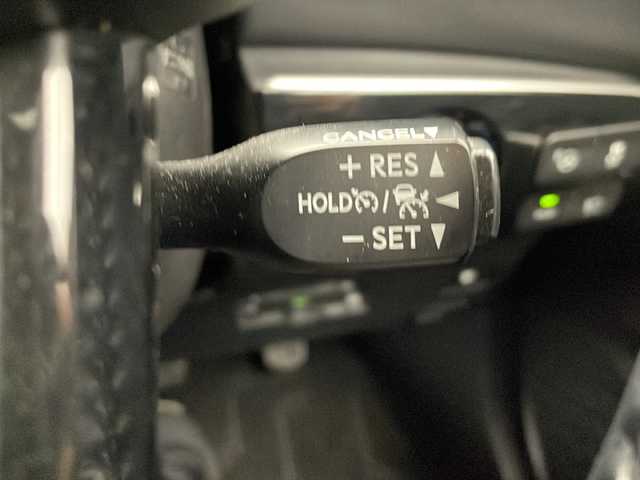 CANCEL▼
+ RES ▲
HOLD / ◄
− SET ▼